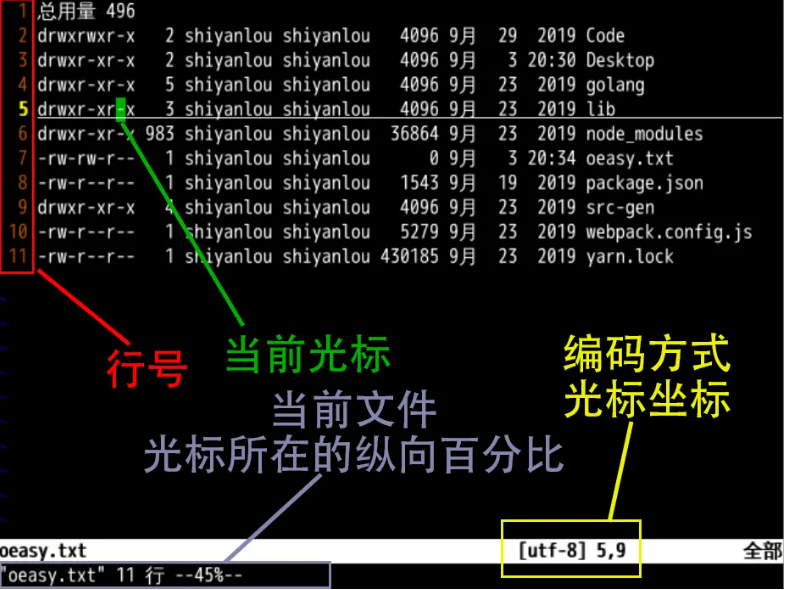 1 总用量 496
2 drwxrwxr-x 2 shiyanlou shiyanlou 4096 9月 29 2019 Code
3 drwxr-xr-x 2 shiyanlou shiyanlou 4096 9月 3 20:30 Desktop
4 drwxr-xr-x 5 shiyanlou shiyanlou 4096 9月 23 2019 golang
5 drwxr-xr-x 3 shiyanlou shiyanlou 4096 9月 23 2019 lib
6 drwxr-xr-x 983 shiyanlou shiyanlou 36864 9月 23 2019 node_modules
7 -rw-rw-r-- 1 shiyanlou shiyanlou 0 9月 3 20:34 oeasy.txt
8 -rw-r--r-- 1 shiyanlou shiyanlou 1543 9月 19 2019 package.json
9 drwxr-xr-x 4 shiyanlou shiyanlou 4096 9月 23 2019 src-gen
10 -rw-r--r-- 1 shiyanlou shiyanlou 5279 9月 23 2019 webpack.config.js
11 -rw-r--r-- 1 shiyanlou shiyanlou 430185 9月 23 2019 yarn.lock
行号
当前光标
编码方式
光标坐标
当前文件
光标所在的纵向百分比
oeasy.txt [utf-8] 5,9 全部
"oeasy.txt" 11 行 --45%--